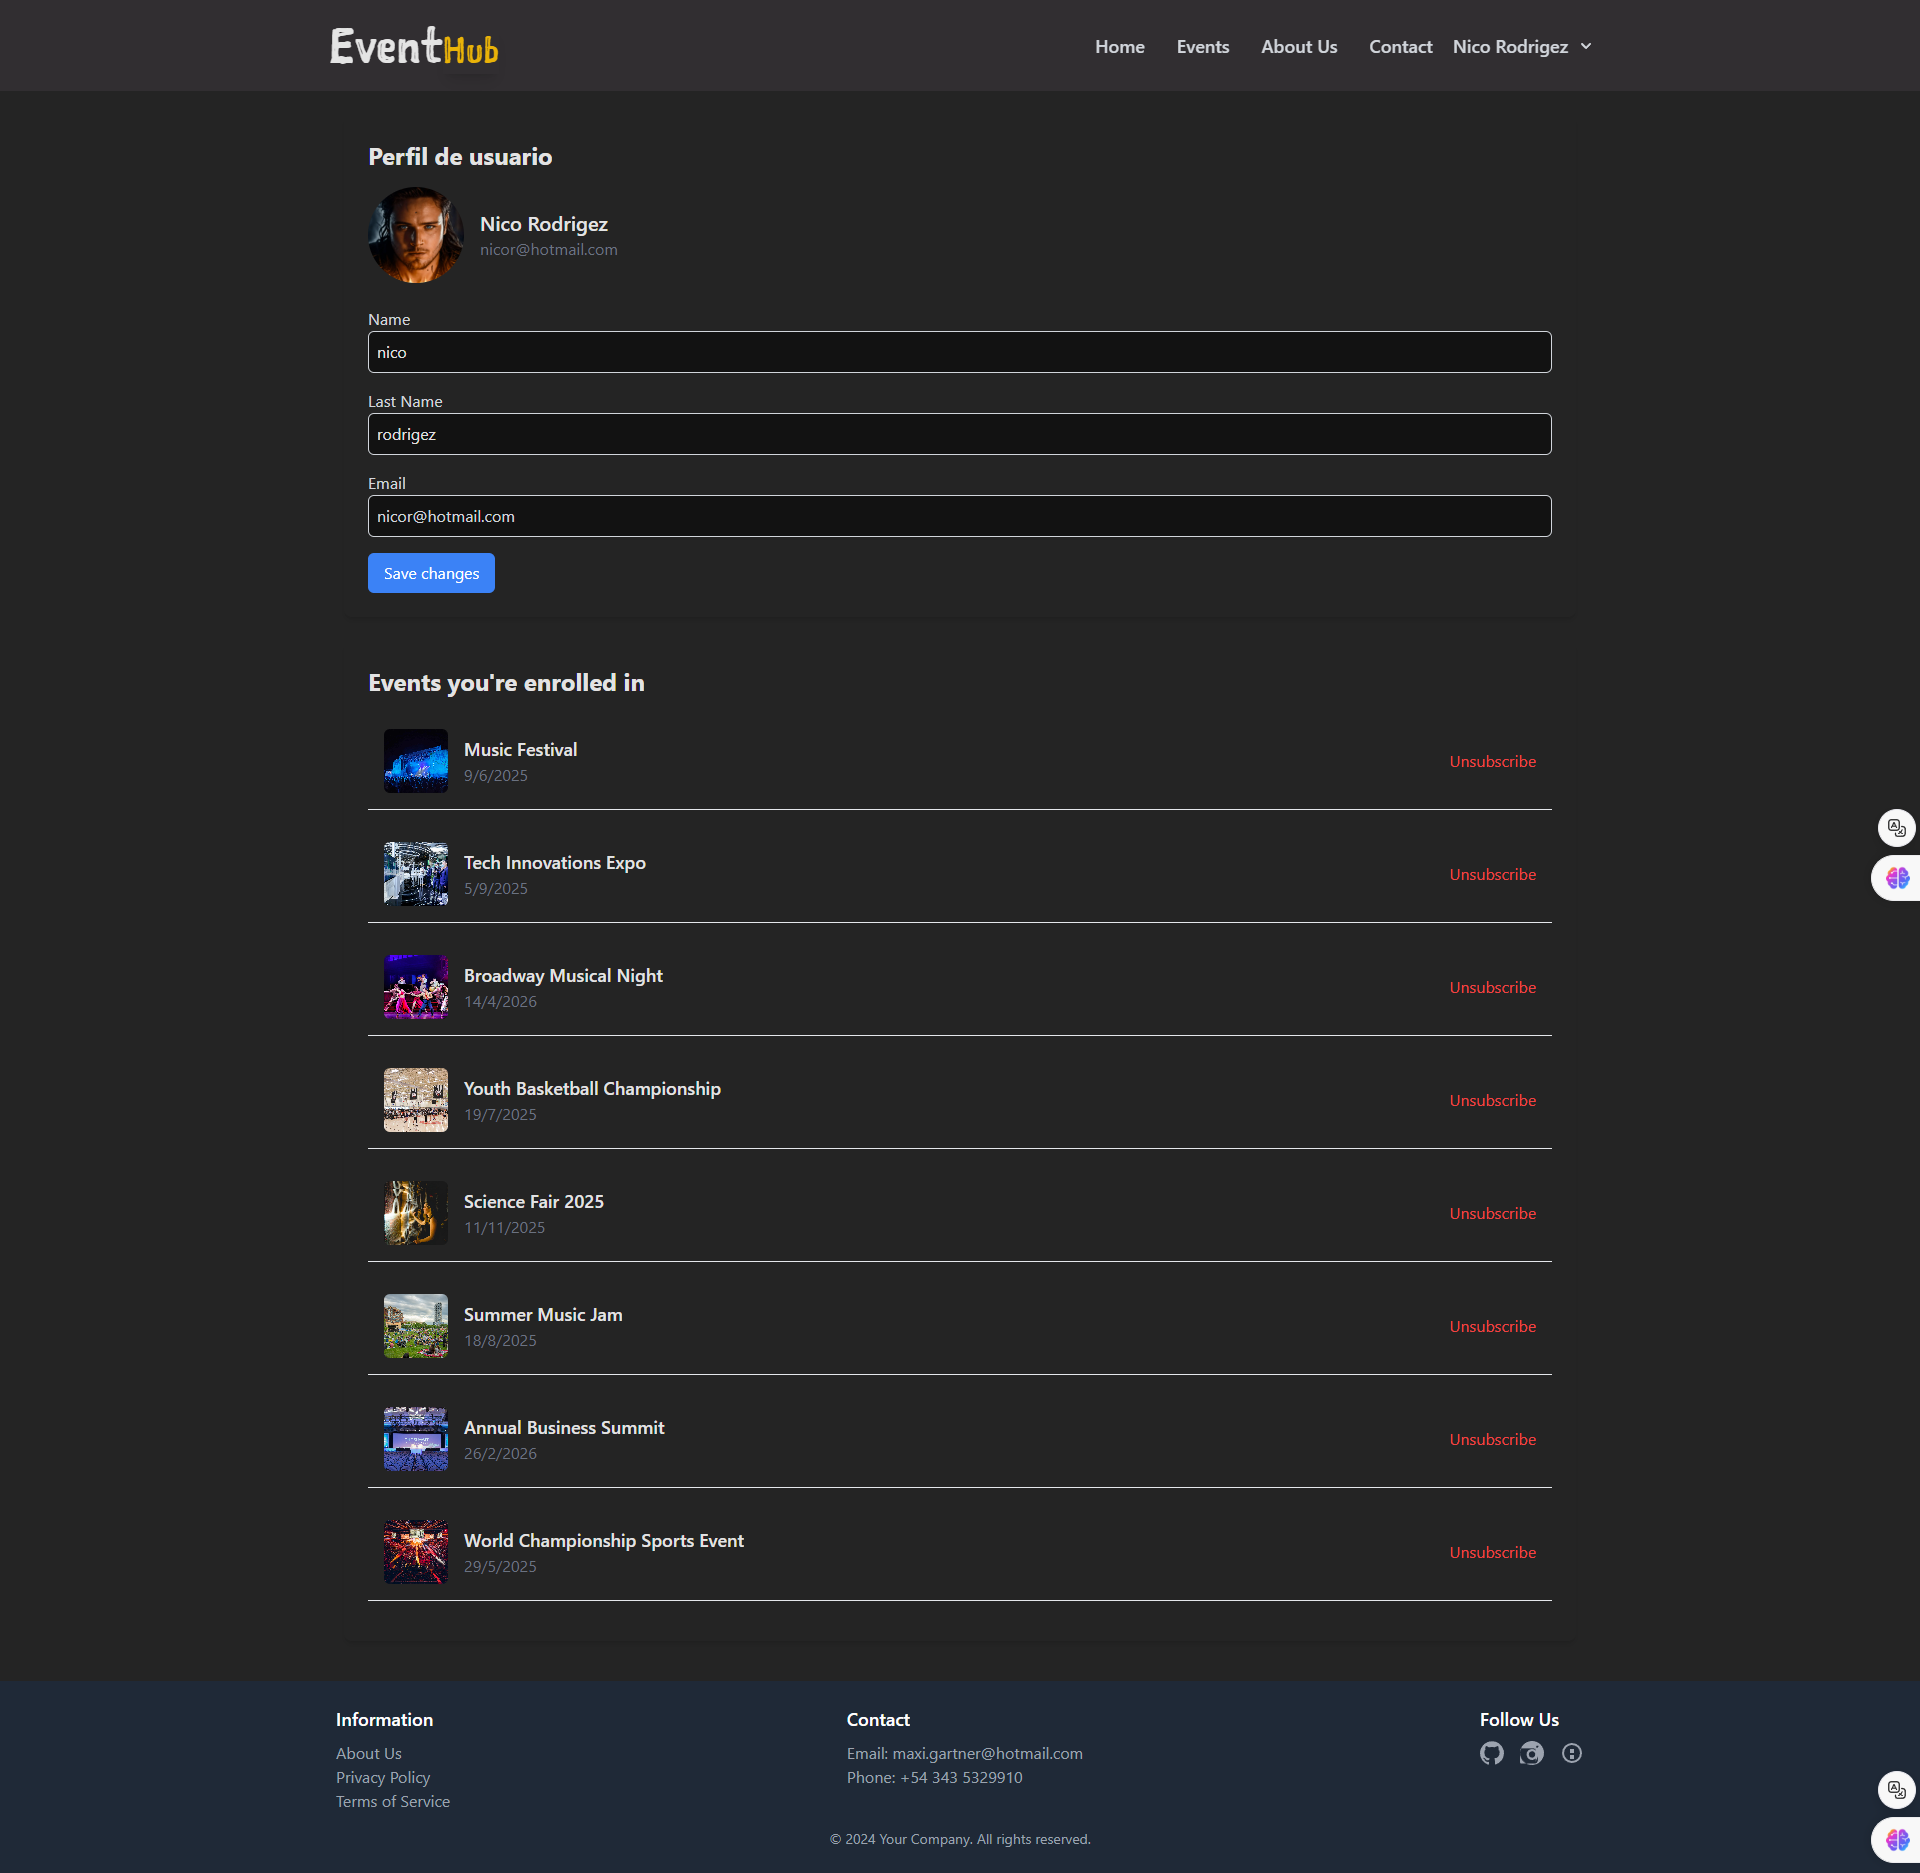 EventHub
Home Events About Us Contact Nico Rodrigez
Perfil de usuario
Nico Rodrigez
nicor@hotmail.com
Name
nico
Last Name
rodrigez
Email
nicor@hotmail.com
Save changes
Events you're enrolled in
Music Festival
9/6/2025
Unsubscribe
Tech Innovations Expo
5/9/2025
Unsubscribe
Broadway Musical Night
14/4/2026
Unsubscribe
Youth Basketball Championship
19/7/2025
Unsubscribe
Science Fair 2025
11/11/2025
Unsubscribe
Summer Music Jam
18/8/2025
Unsubscribe
Annual Business Summit
26/2/2026
Unsubscribe
World Championship Sports Event
29/5/2025
Unsubscribe
Information
About Us
Privacy Policy
Terms of Service
Contact
Email: maxi.gartner@hotmail.com
Phone: +54 343 5329910
Follow Us
© 2024 Your Company. All rights reserved.